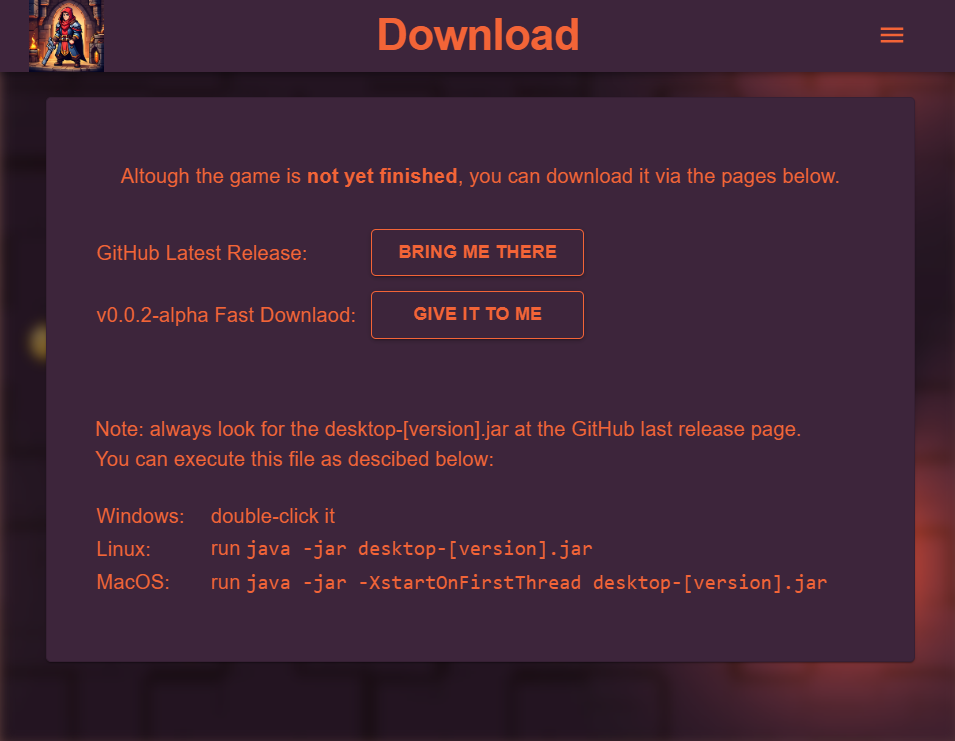 Download
Altough the game is not yet finished, you can download it via the pages below.
GitHub Latest Release: BRING ME THERE
v0.0.2-alpha Fast Downlaod: GIVE IT TO ME
Note: always look for the desktop-[version].jar at the GitHub last release page.
You can execute this file as descibed below:
Windows: double-click it
Linux: run java -jar desktop-[version].jar
MacOS: run java -jar -XstartOnFirstThread desktop-[version].jar